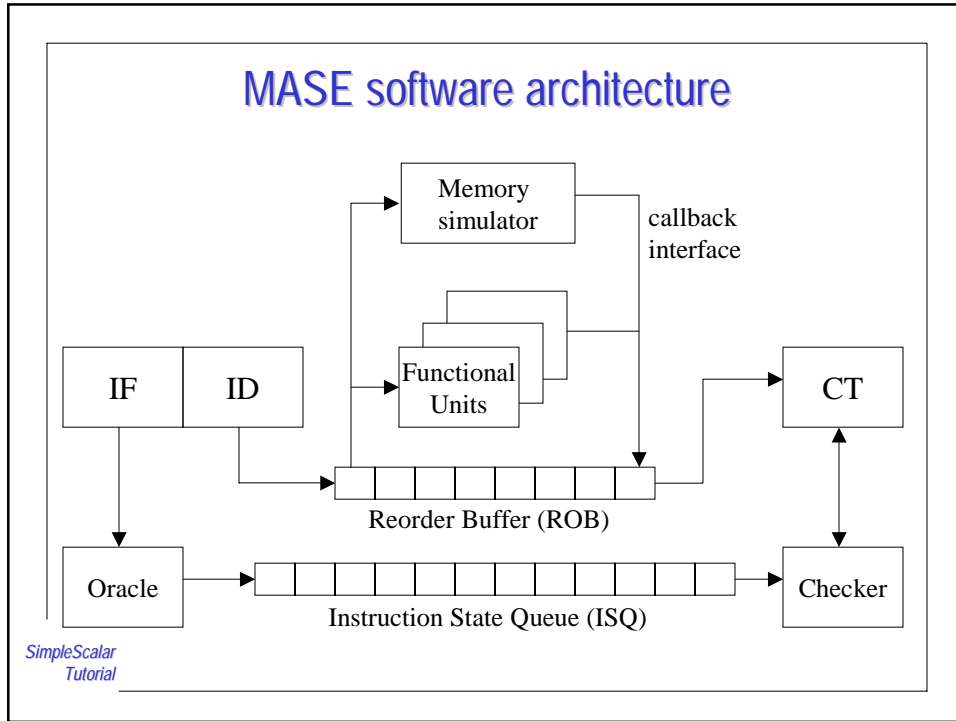 MASE software architecture
Memory
simulator
callback
interface
Functional
Units
IF
ID
CT
Reorder Buffer (ROB)
Oracle
Checker
Instruction State Queue (ISQ)
SimpleScalar
Tutorial